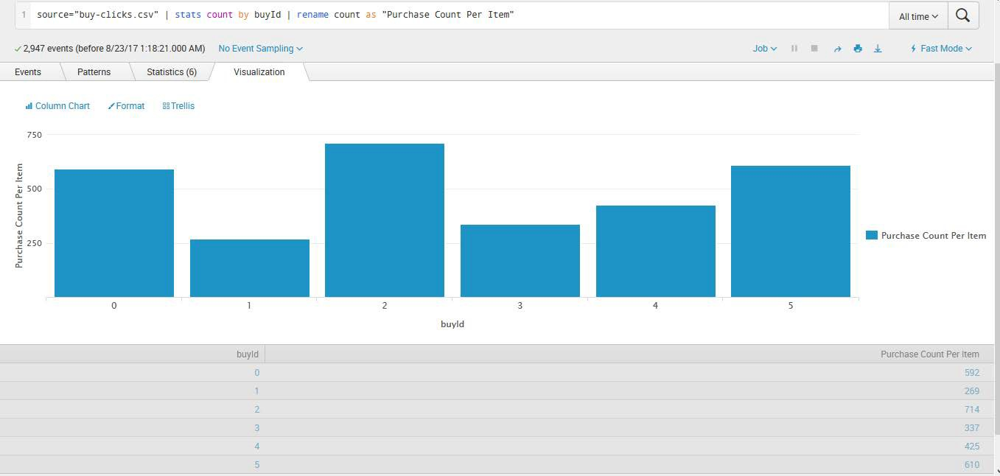 1 source="buy-clicks.csv" | stats count by buyId | rename count as "Purchase Count Per Item" All time
2,947 events (before 8/23/17 1:18:21.000 AM) No Event Sampling Job Fast Mode
Events Patterns Statistics (6) Visualization
Column Chart Format Trellis
750
500
250
Purchase Count Per Item
0 1 2 3 4 5
buyId
Purchase Count Per Item
buyId Purchase Count Per Item
0 592
1 269
2 714
3 337
4 425
5 610